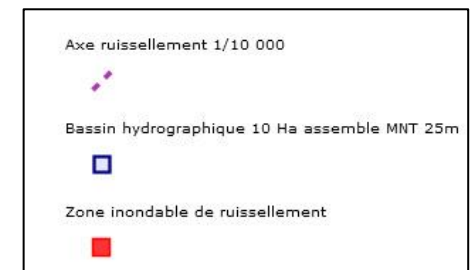 Axe ruissellement 1/10 000
Bassin hydrographique 10 Ha assemble MNT 25m
Zone inondable de ruissellement